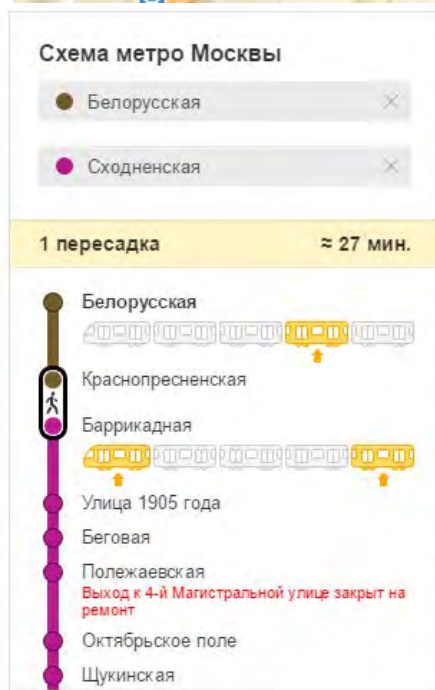 Схема метро Москвы
Белорусская
Сходненская
1 пересадка ≈ 27 мин.
Белорусская
Краснопресненская
Баррикадная
Улица 1905 года
Беговая
Полежаевская
Выход к 4-й Магистральной улице закрыт на
ремонт
Октябрьское поле
Щукинская